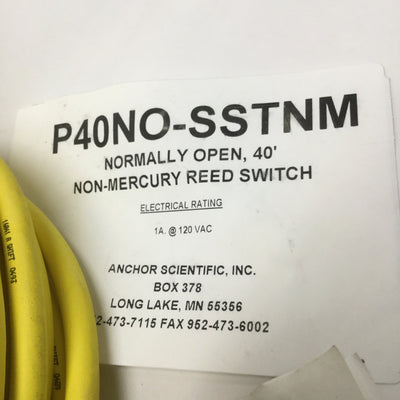 P40NO-SSTNM
NORMALLY OPEN, 40'
NON-MERCURY REED SWITCH
ELECTRICAL RATING
1A. @ 120 VAC
ANCHOR SCIENTIFIC, INC.
BOX 378
LONG LAKE, MN 55356
2-473-7115 FAX 952-473-6002